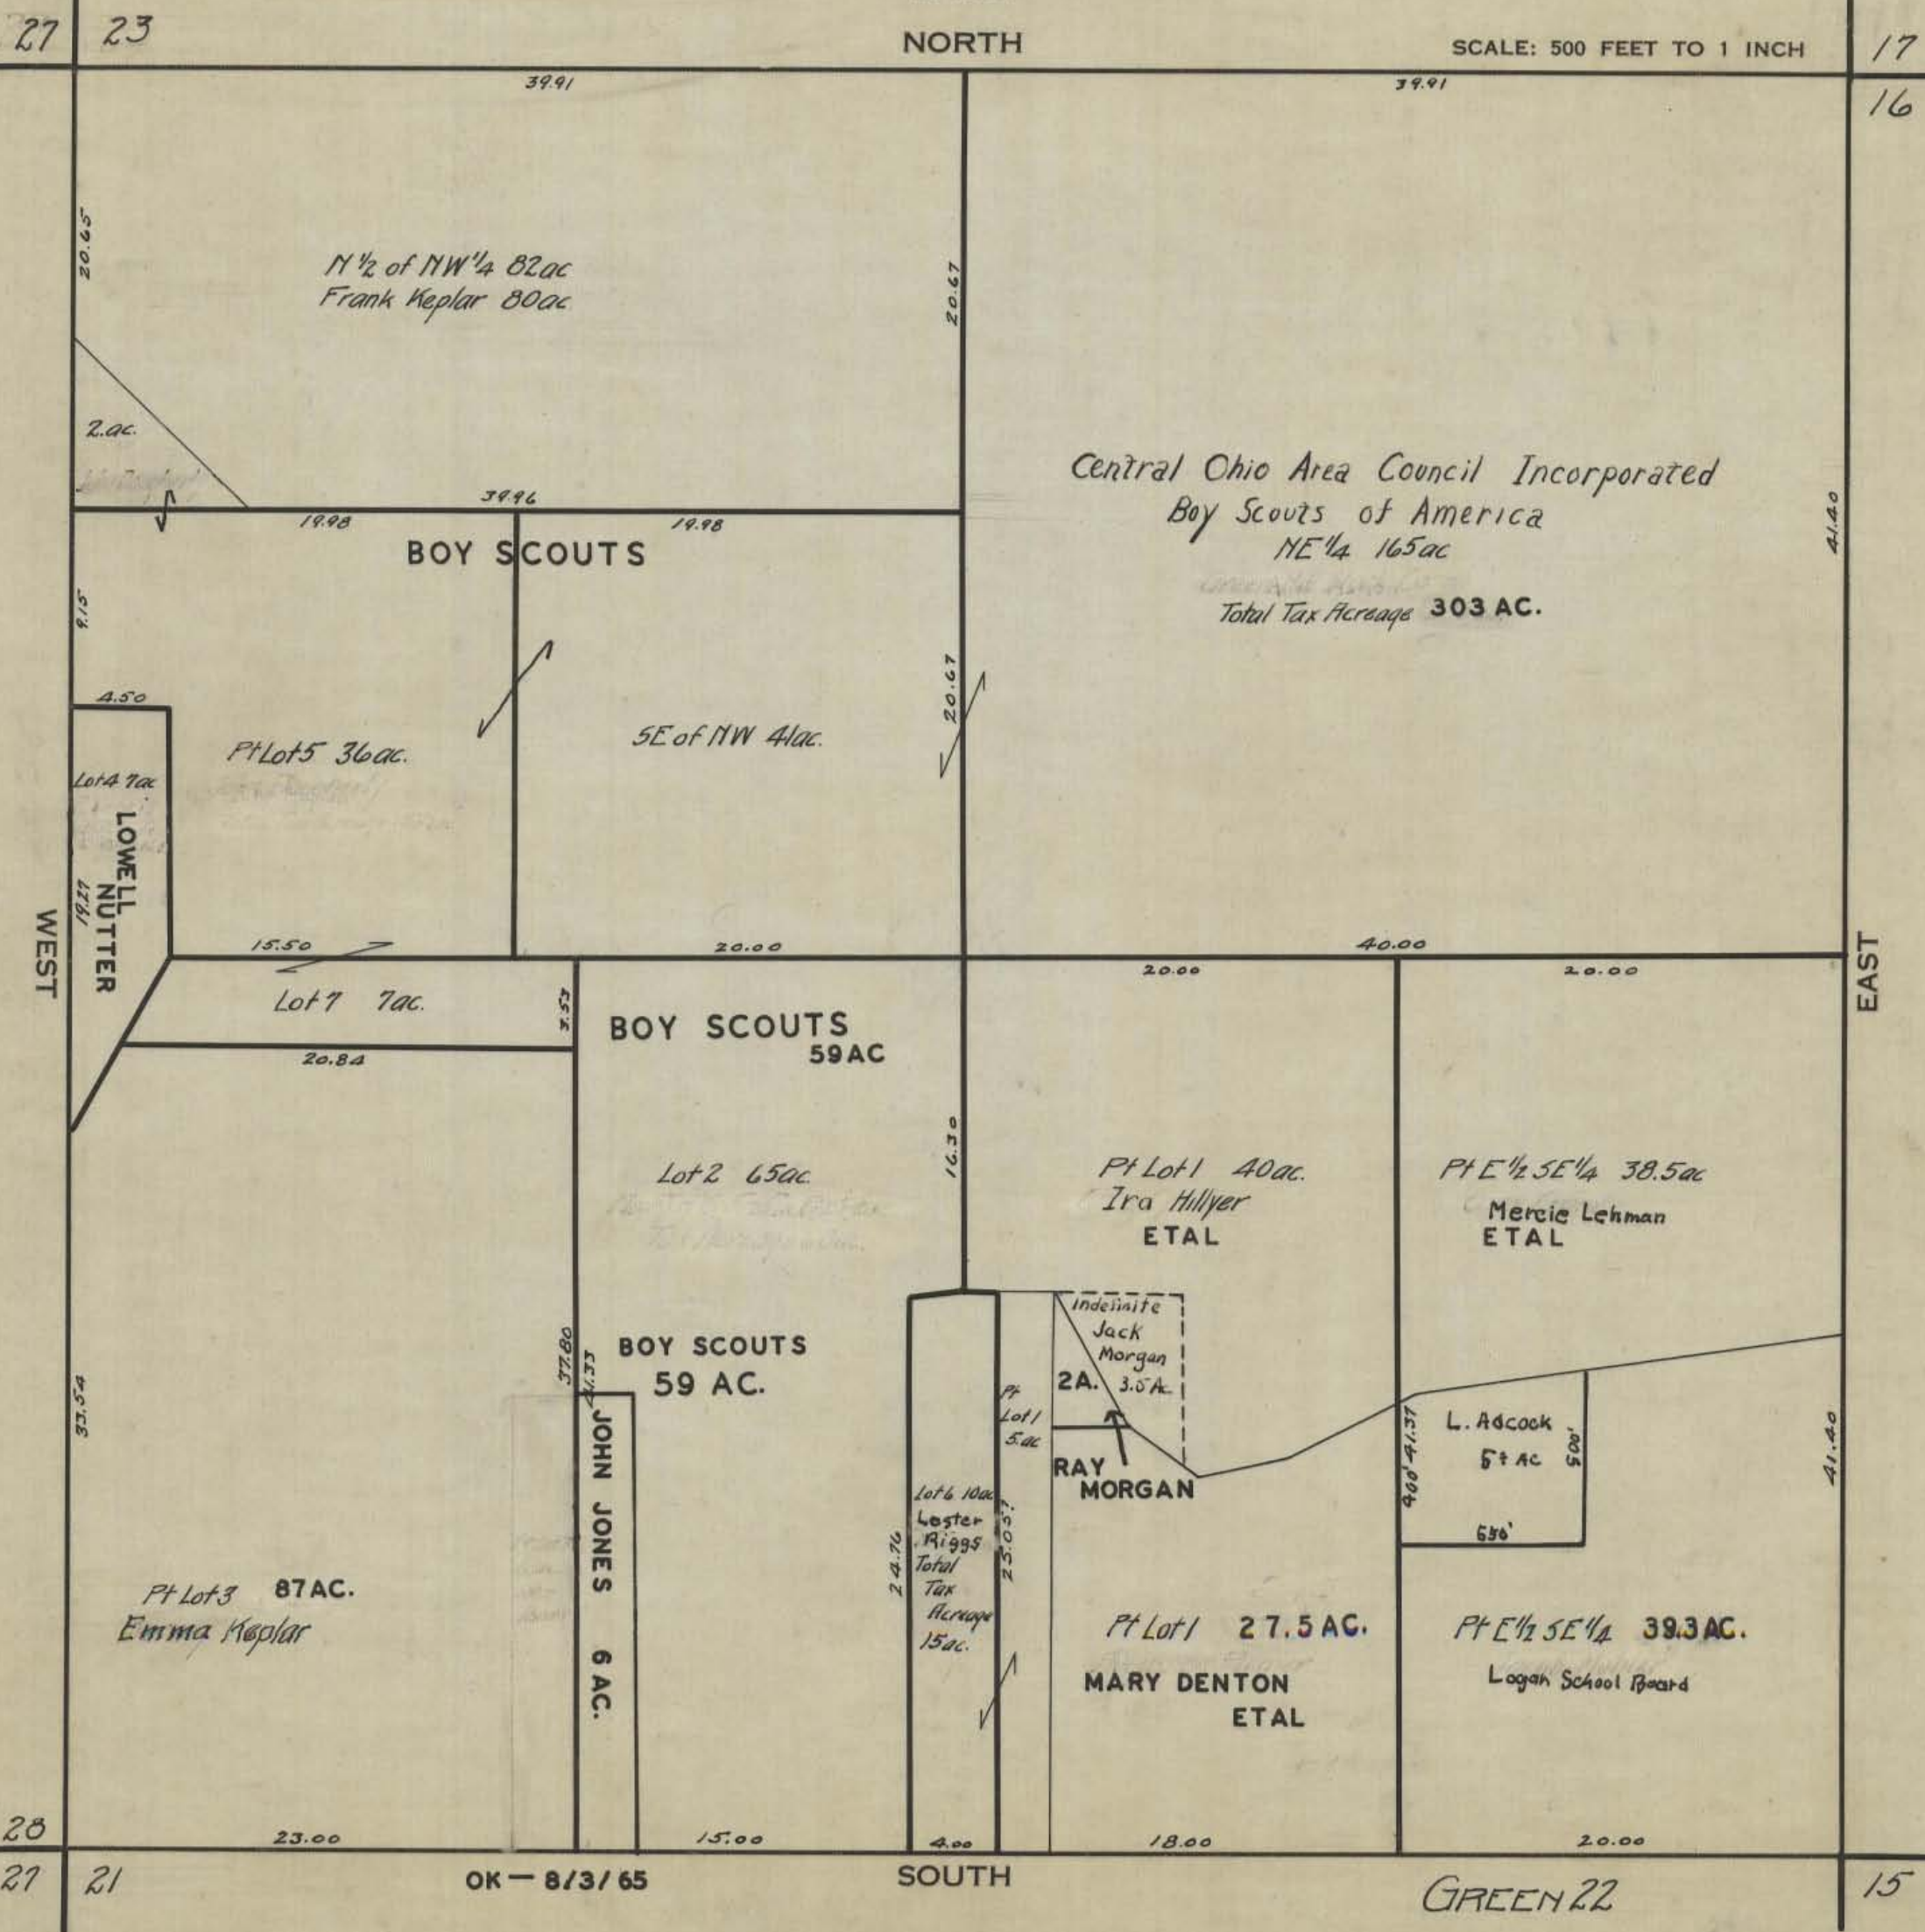 27 23
NORTH
SCALE: 500 FEET TO 1 INCH
17
16
39.91
39.91
20.65
N 1/2 of NW 1/4 82ac
Frank Keplar 80ac
20.67
2.ac.
39.96
19.98
19.98
BOY SCOUTS
Central Ohio Area Council Incorporated
Boy Scouts of America
NE 1/4 165ac
Total Tax Acreage 303 AC.
41.40
9.15
4.50
Pt Lot 5 36ac.
SE of NW 41ac.
20.67
Lot 4 7ac
LOWELL
NUTTER
19.27
WEST
EAST
15.50
20.00
40.00
20.00
20.00
Lot 7 7ac.
3.53
20.84
BOY SCOUTS
59AC
16.30
Lot 2 65ac.
Pt Lot 1 40ac.
Ira Hillyer
ETAL
Pt E 1/2 SE 1/4 38.5ac
Mercie Lehman
ETAL
33.54
37.80
21.33
BOY SCOUTS
59 AC.
Indefinite
Jack
Morgan
3.5 Ac.
2A.
RAY
MORGAN
Pt
Lot 1
5.ac
L. Adcock
5± AC
400'
41.37
500'
650'
41.40
JOHN JONES 6 AC.
24.76
Lot 6 10ac
Lester
Riggs
Total
Tax
Acreage
15ac.
25.05?
Pt Lot 3 87AC.
Emma Keplar
Pt Lot 1 27.5 AC.
MARY DENTON
ETAL
Pt E 1/2 SE 1/4 39.3 AC.
Logan School Board
28
23.00
15.00
4.00
18.00
20.00
27 21
OK — 8/3/65
SOUTH
GREEN 22
15